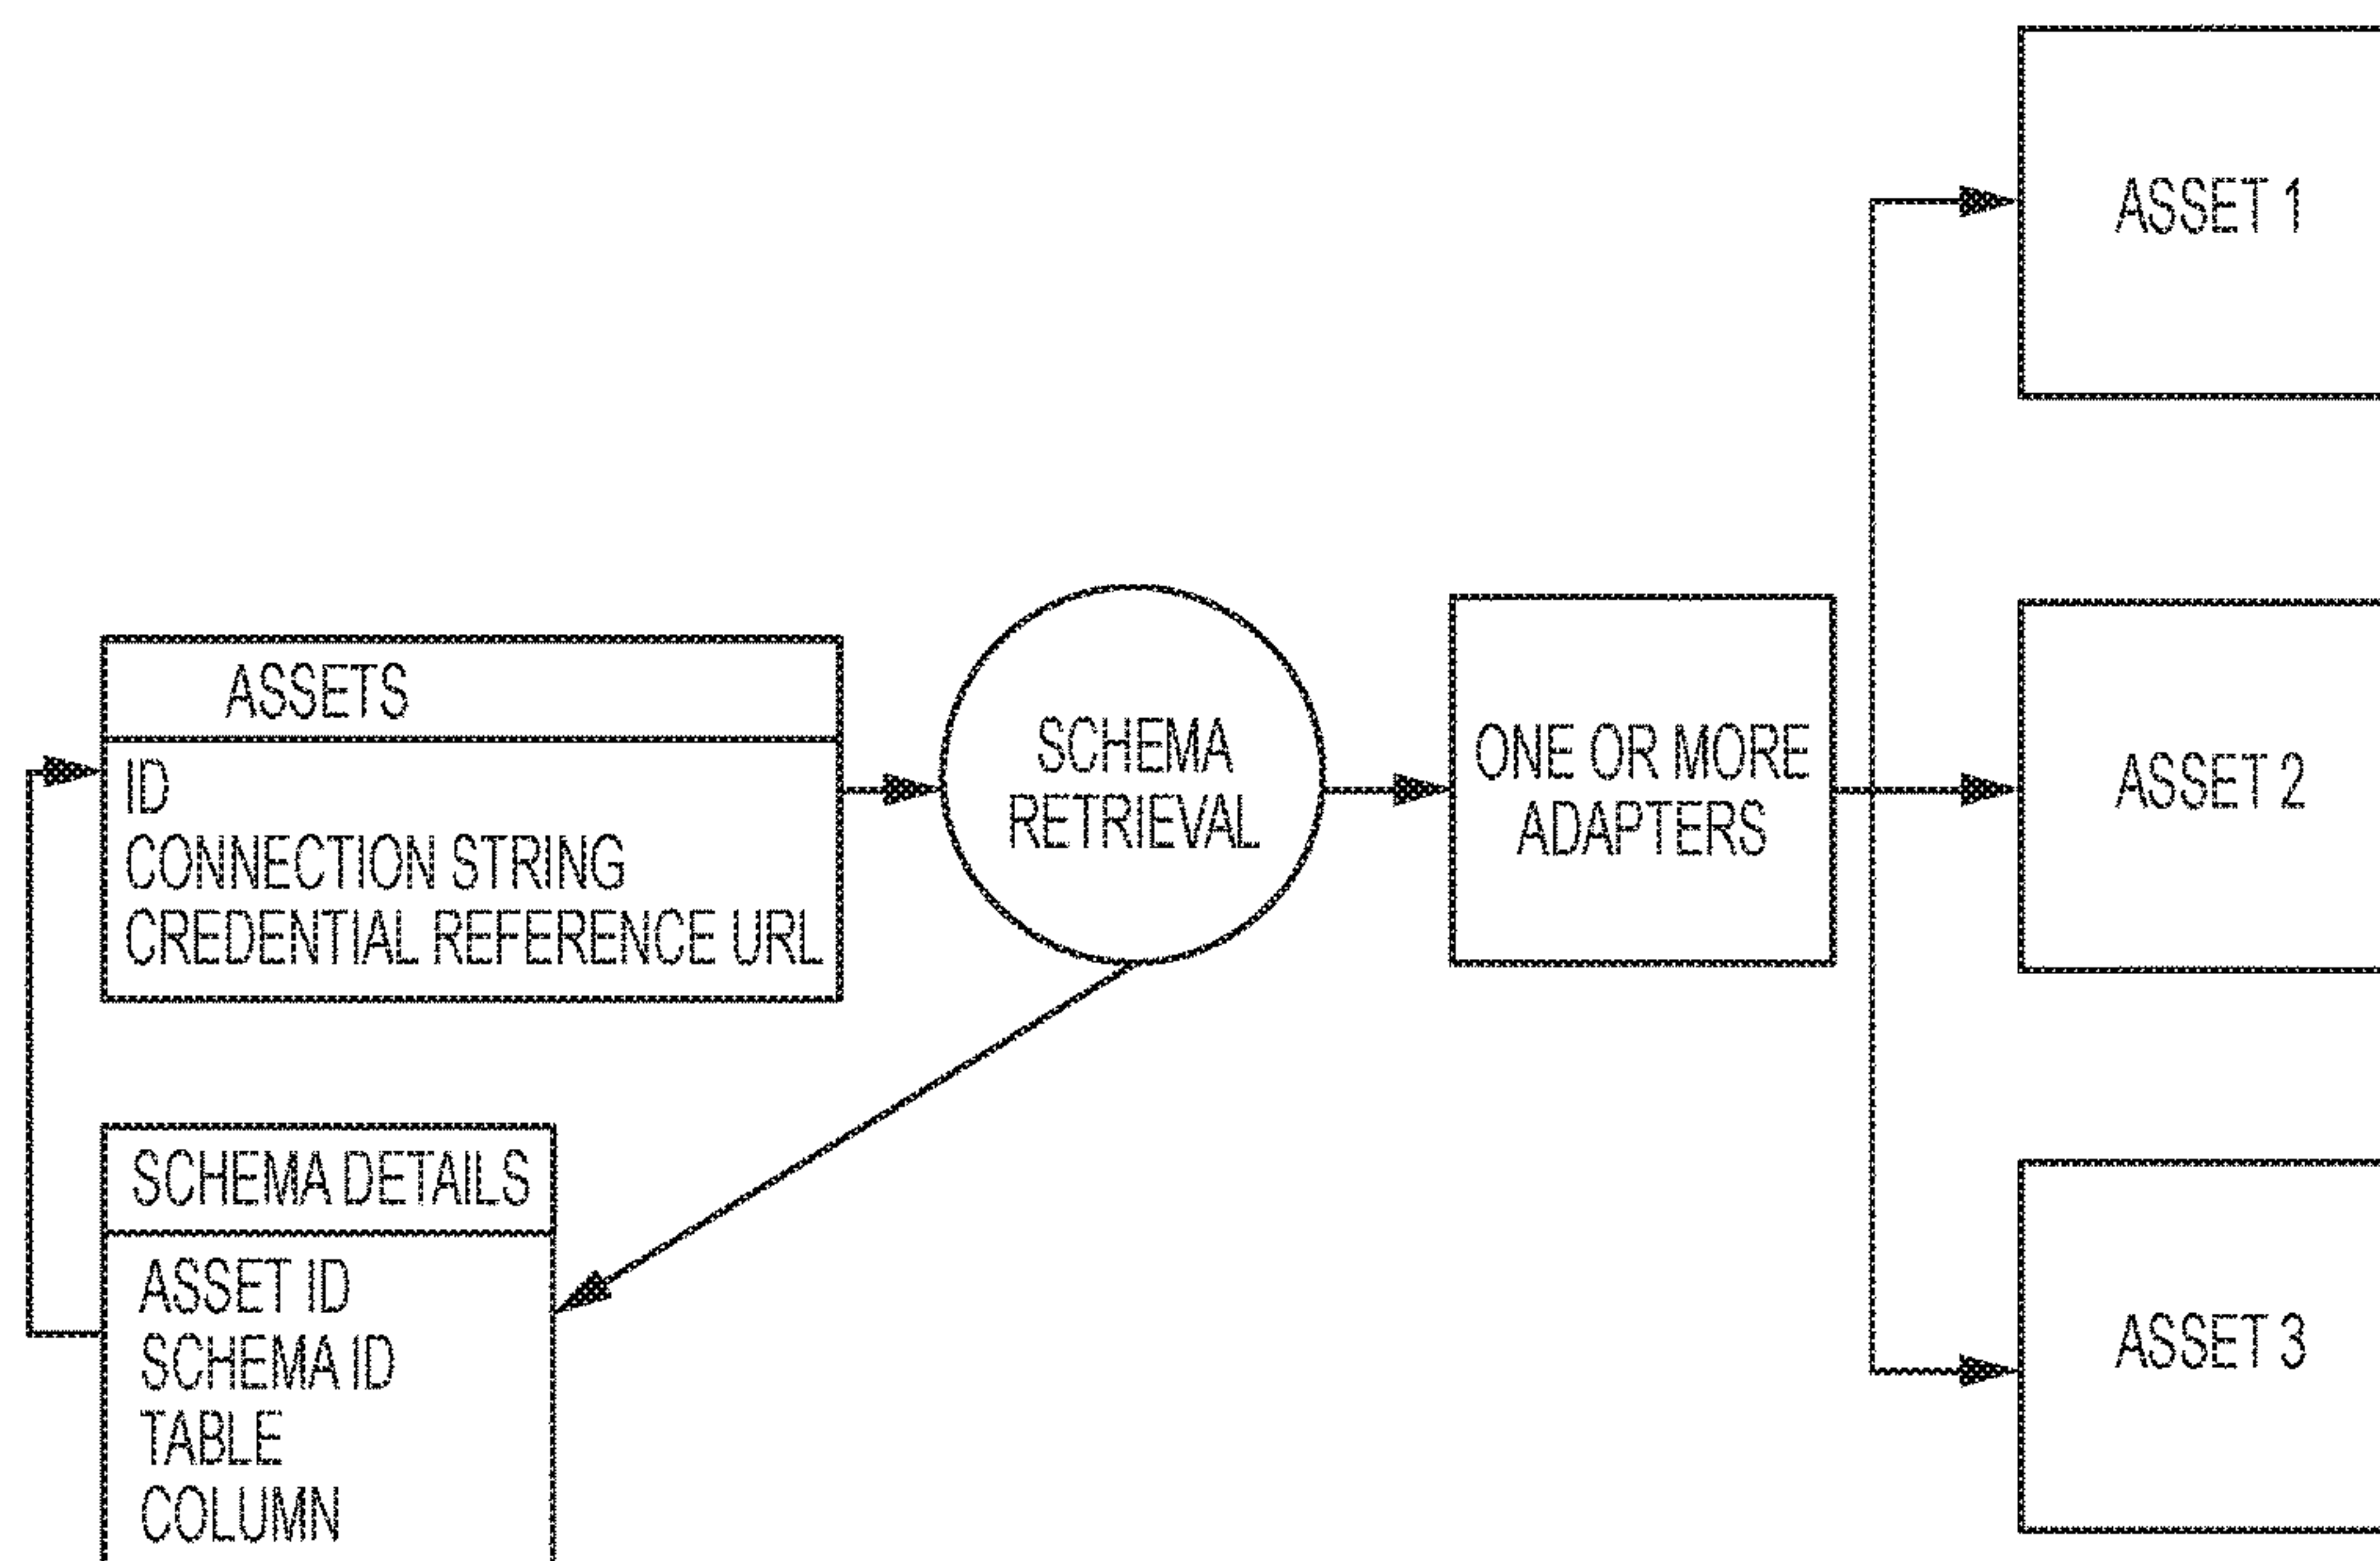 ASSETS
ID
CONNECTION STRING
CREDENTIAL REFERENCE URL
SCHEMA DETAILS
ASSET ID
SCHEMA ID
TABLE
COLUMN
SCHEMA
RETRIEVAL
ONE OR MORE
ADAPTERS
ASSET 1
ASSET 2
ASSET 3